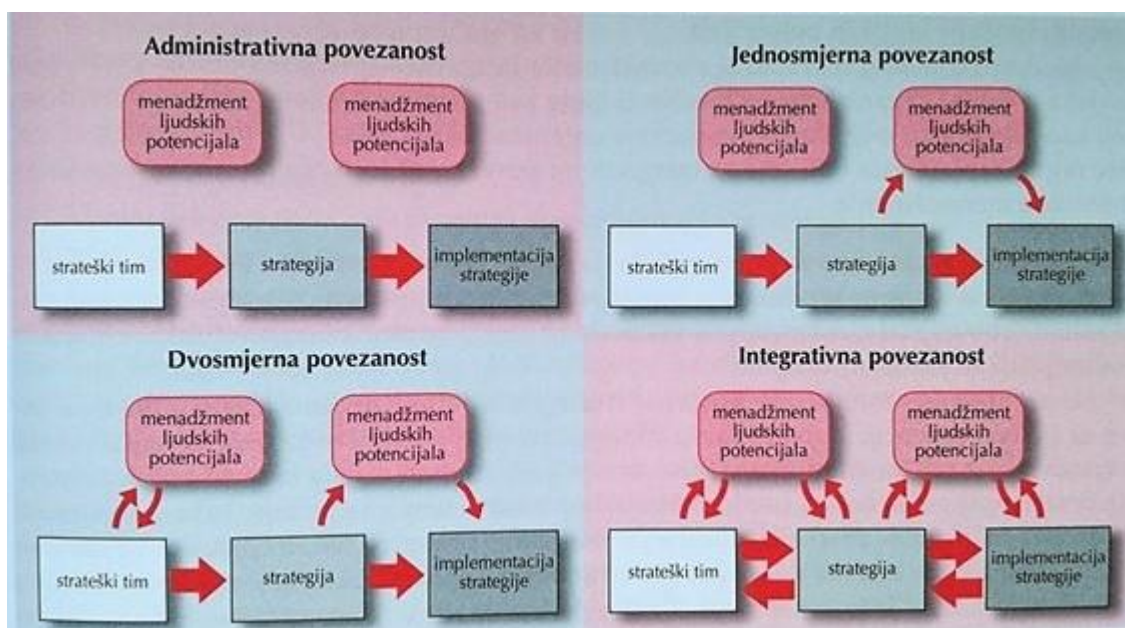 Administrativna povezanost
menadžment
ljudskih
potencijala
menadžment
ljudskih
potencijala
strateški tim
strategija
implementacija
strategije
Jednosmjerna povezanost
menadžment
ljudskih
potencijala
menadžment
ljudskih
potencijala
strateški tim
strategija
implementacija
strategije
Dvosmjerna povezanost
menadžment
ljudskih
potencijala
menadžment
ljudskih
potencijala
strateški tim
strategija
implementacija
strategije
Integrativna povezanost
menadžment
ljudskih
potencijala
menadžment
ljudskih
potencijala
strateški tim
strategija
implementacija
strategije